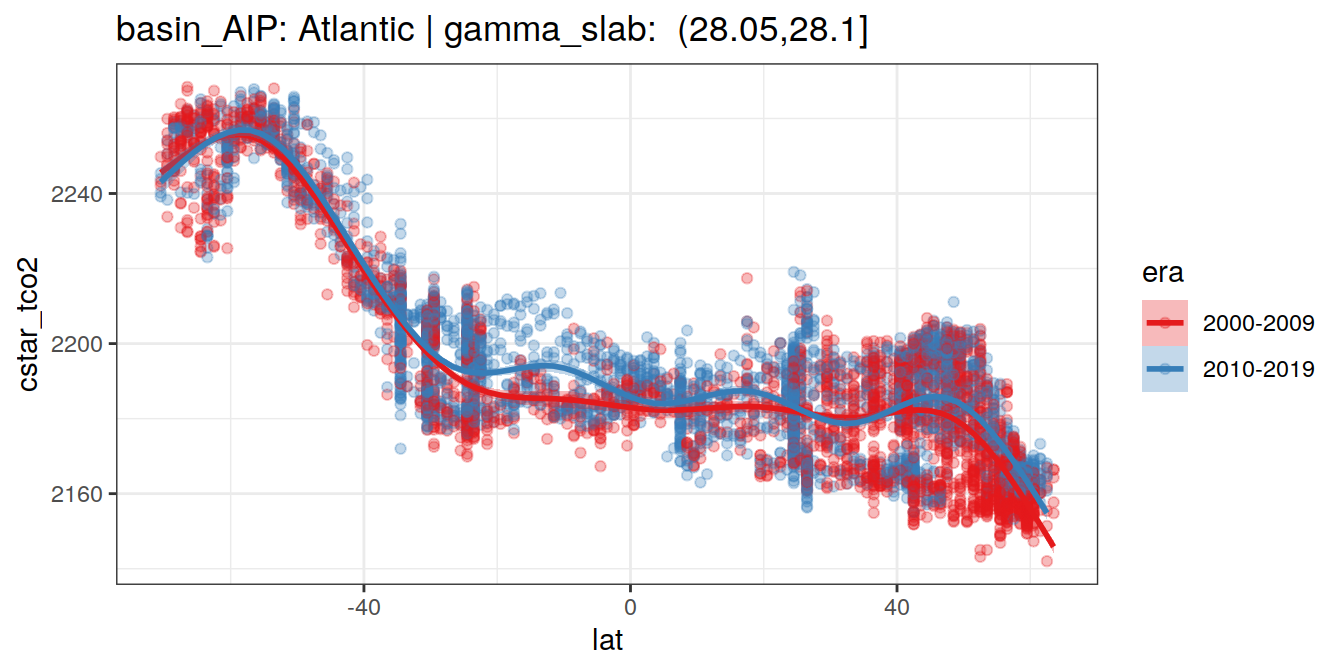 basin_AIP: Atlantic | gamma_slab:  (28.05,28.1]
2240
2200
2160
cstar_tco2
-40
0
40
lat
era
2000-2009
2010-2019